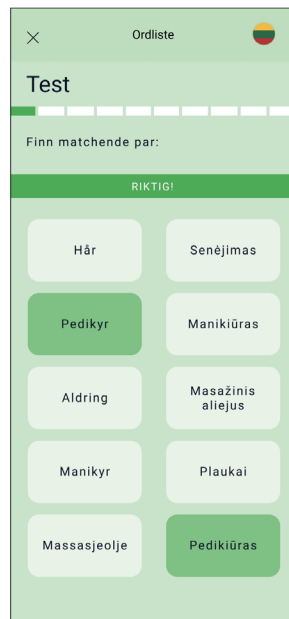 Ordliste
Test
Finn matchende par:
RIKTIG!
Hår
Senėjimas
Pedikyr
Manikiūras
Aldring
Masažinis
aliejus
Manikyr
Plaukai
Massasjeolje
Pedikiūras